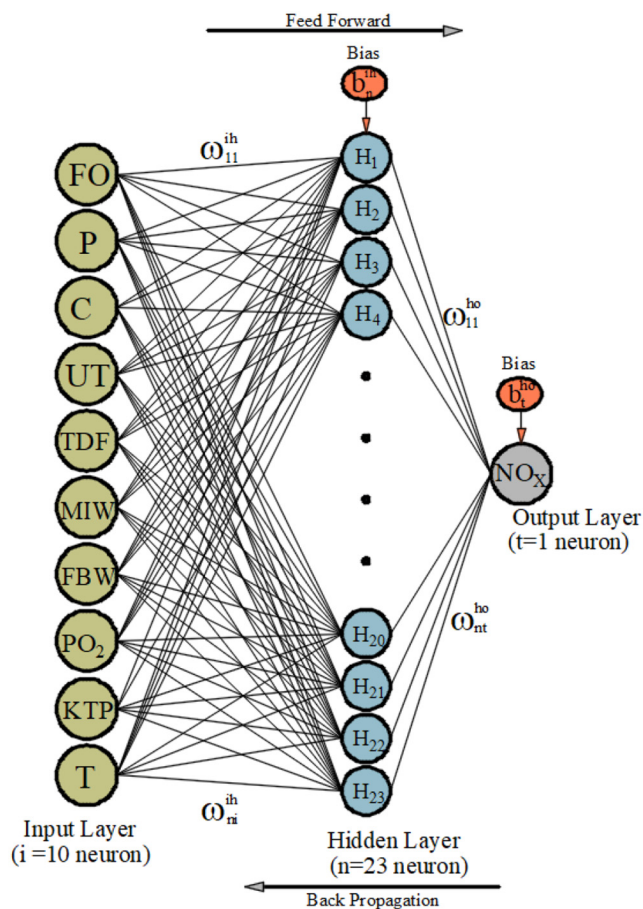 Feed Forward
Bias
b_n^ih
ω_11^ih
FO
P
C
UT
TDF
MIW
FBW
PO₂
KTP
T
H₁
H₂
H₃
H₄
H₂₀
H₂₁
H₂₂
H₂₃
ω_11^ho
Bias
b_t^ho
NO_X
Output Layer
(t=1 neuron)
ω_nt^ho
ω_ni^ih
Input Layer
(i =10 neuron)
Hidden Layer
(n=23 neuron)
Back Propagation